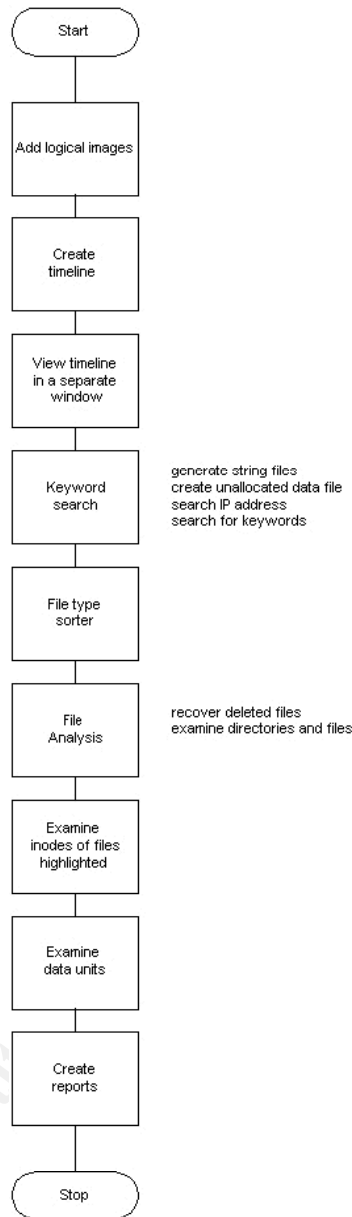 Start
Add logical images
Create
timeline
View timeline
in a separate
window
Keyword
search
generate string files
create unallocated data file
search IP address
search for keywords
File type
sorter
File
Analysis
recover deleted files
examine directories and files
Examine
inodes of files
highlighted
Examine
data units
Create
reports
Stop